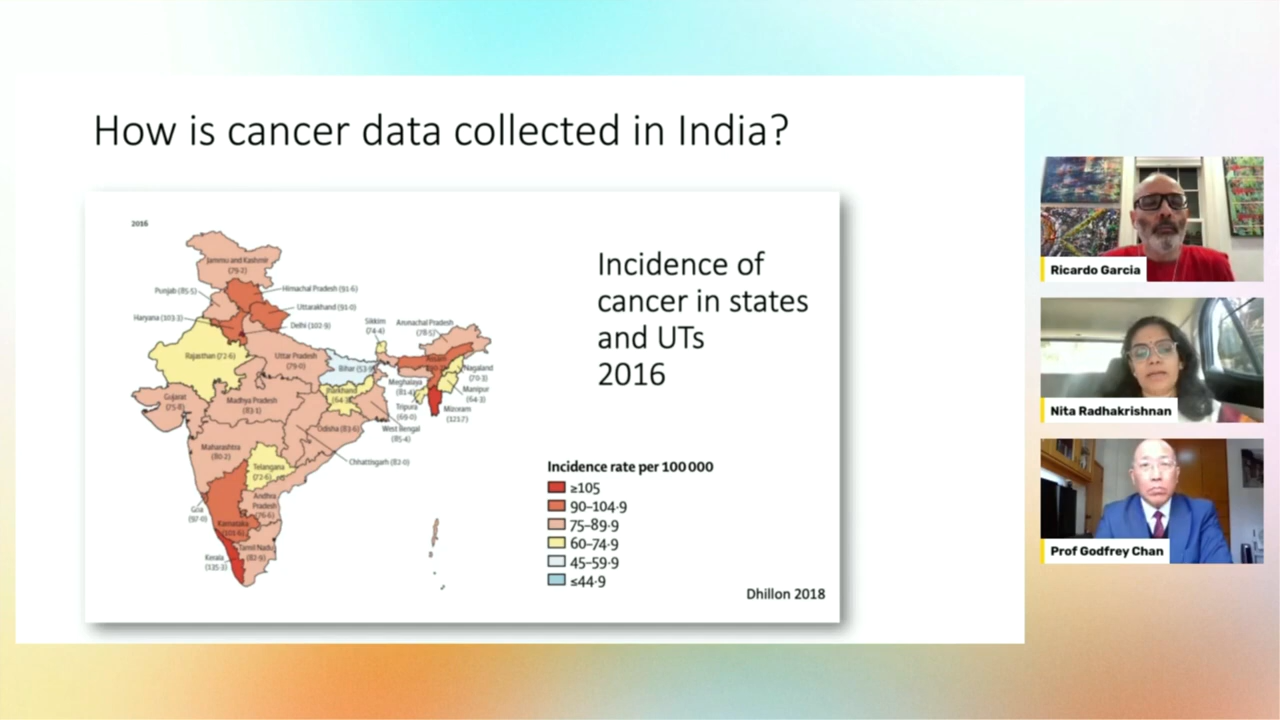 How is cancer data collected in India?
2016
Jammu and Kashmir
(79·2)
Punjab (85·5)
Himachal Pradesh (91·6)
Uttarakhand (91·0)
Haryana (103·3)
Delhi (102·9)
Sikkim
(74·4)
Arunachal Pradesh
(78·5)
Rajasthan (72·6)
Uttar Pradesh
(79·0)
Bihar (53·9)
Assam
Nagaland
(70·3)
Meghalaya
(81·4)
Manipur
(64·3)
Jharkhand
Gujarat
(75·8)
Madhya Pradesh
(83·1)
Tripura
(69·0)
Mizoram
(121·7)
West Bengal
(85·4)
Odisha (83·6)
Chhattisgarh (82·0)
Maharashtra
(80·2)
Telangana
(72·6)
Andhra
Pradesh
(76·6)
Goa
(97·0)
Karnataka
(101·6)
Tamil Nadu
(82·9)
Kerala
(135·3)
Incidence of
cancer in states
and UTs
2016
Incidence rate per 100 000
≥105
90–104·9
75–89·9
60–74·9
45–59·9
≤44·9
Dhillon 2018
Ricardo Garcia
Nita Radhakrishnan
Prof Godfrey Chan